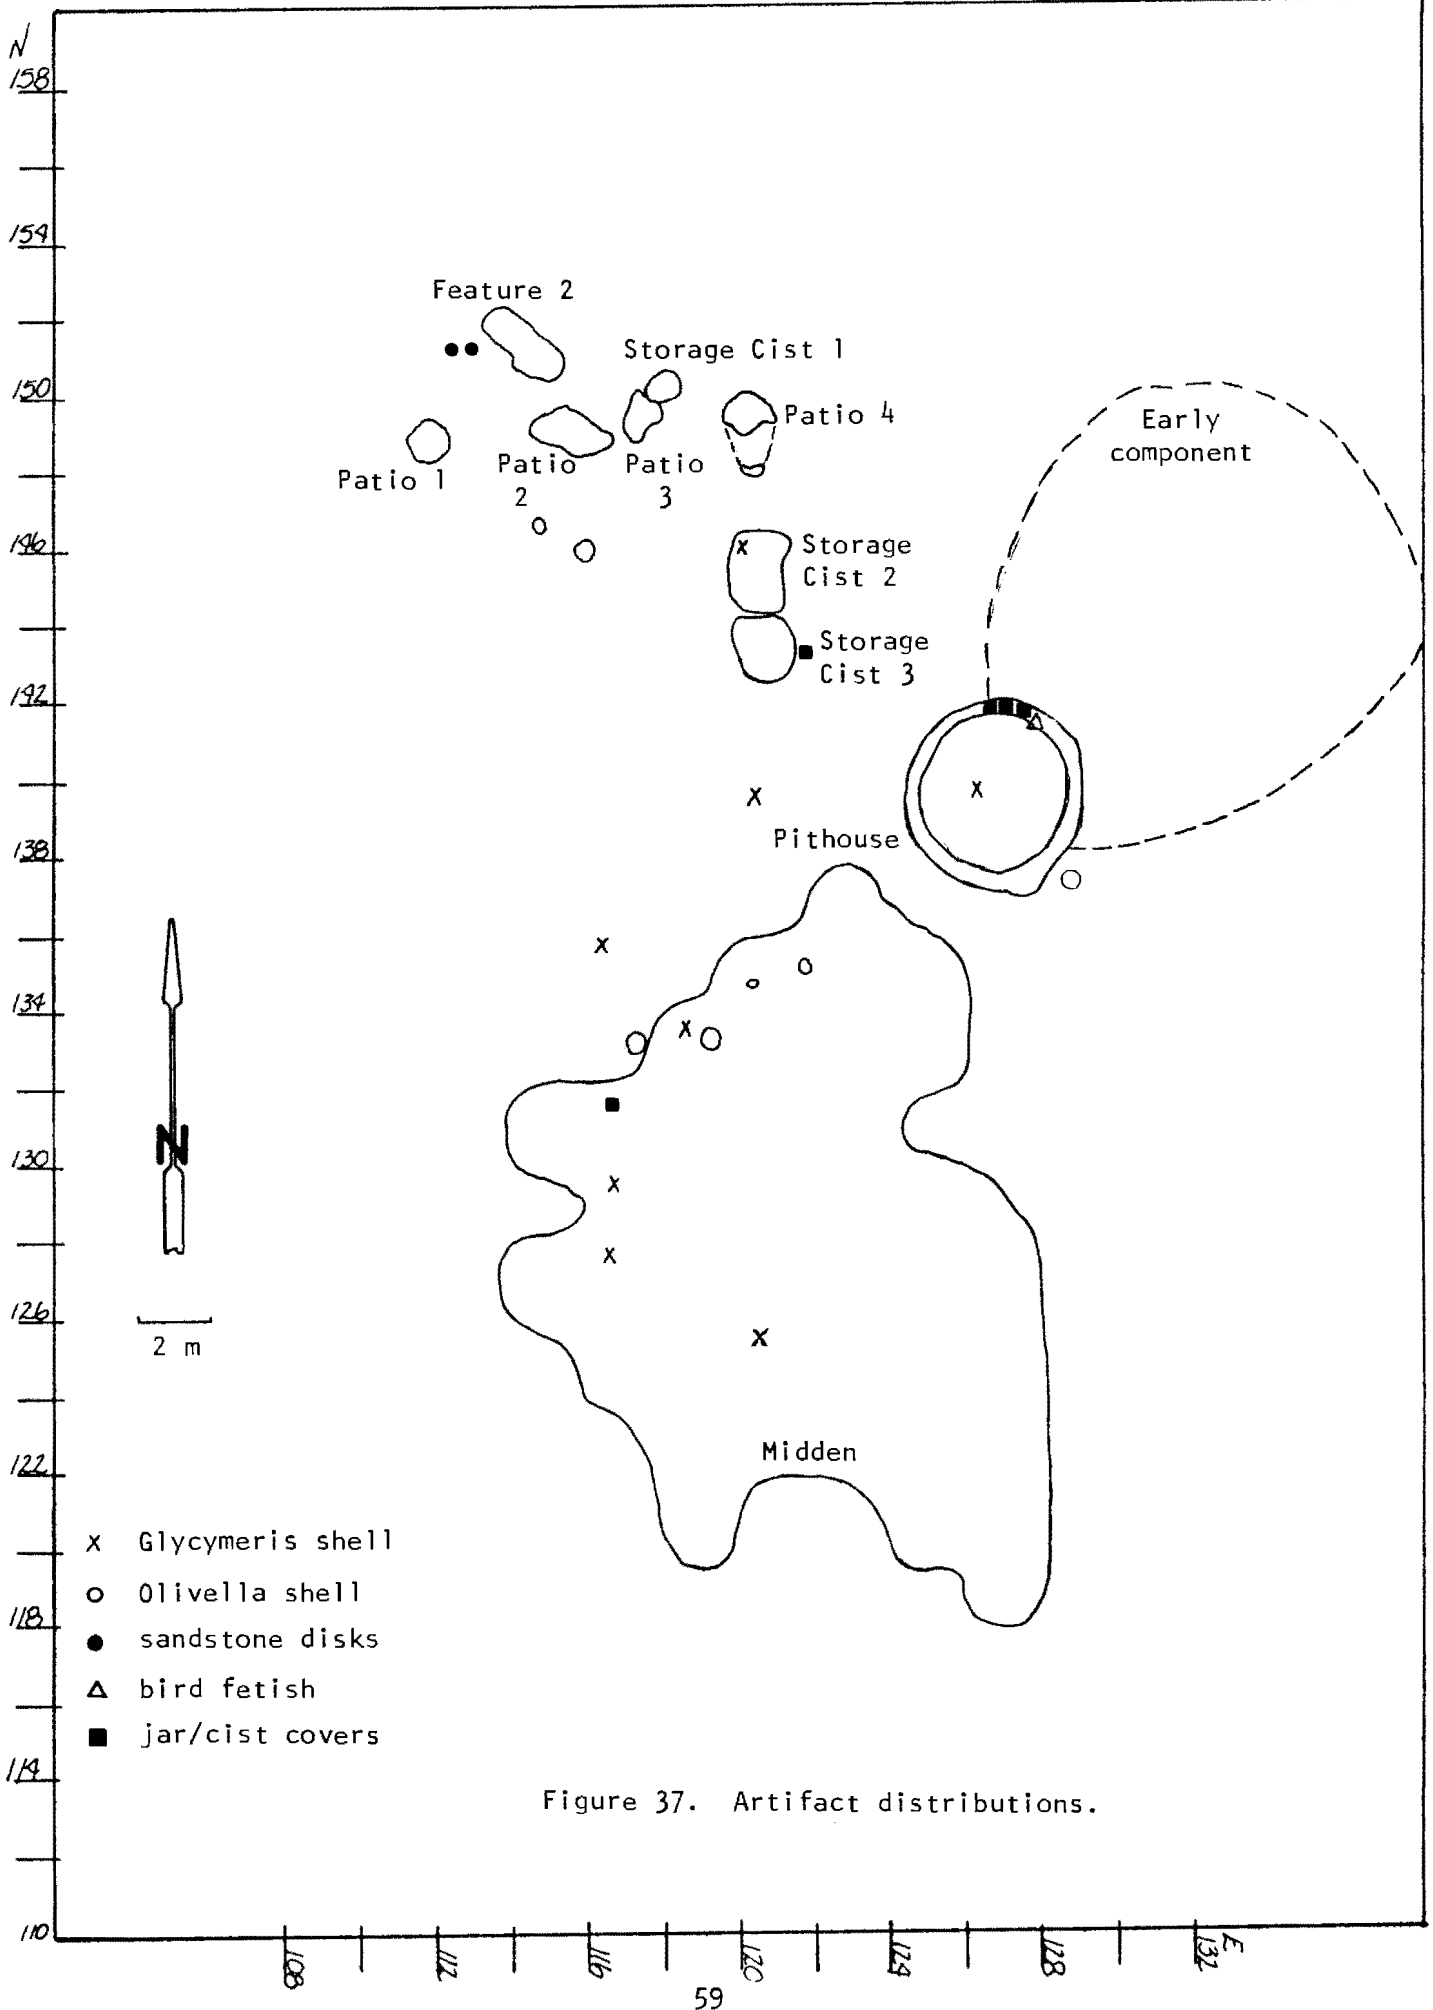 N
158
154
Feature 2
Storage Cist 1
150
Patio 4
Early
component
Patio 1
Patio
2
Patio
3
146
Storage
Cist 2
Storage
Cist 3
142
Pithouse
138
134
N
130
126
2 m
122
Midden
x Glycymeris shell
o Olivella shell
118
● sandstone disks
△ bird fetish
■ jar/cist covers
114
Figure 37. Artifact distributions.
110
108 112 116 120 124 128 132 E
59